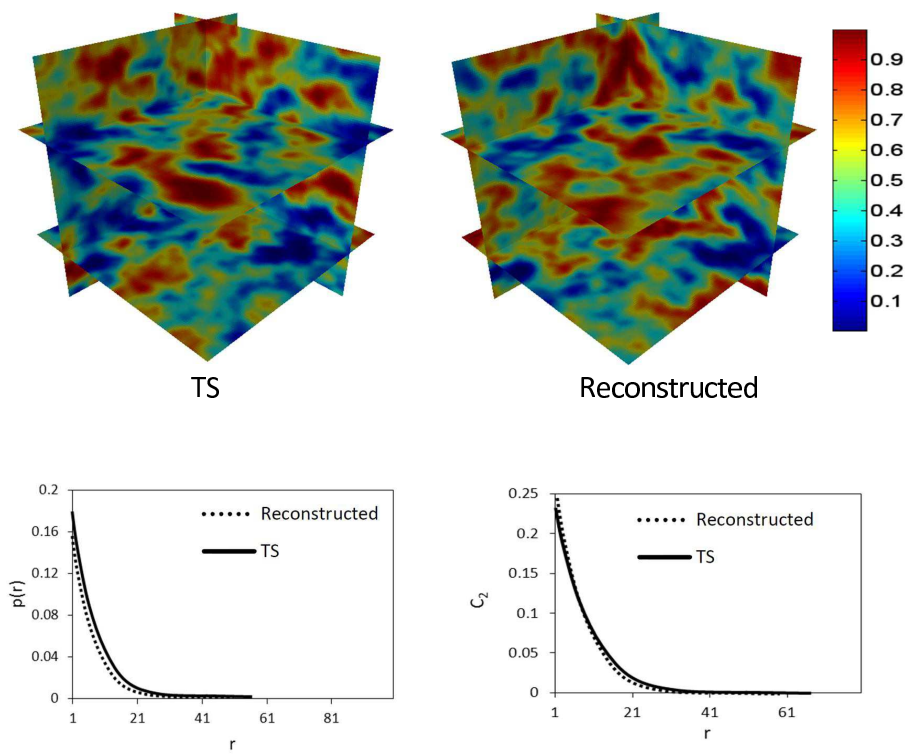 0.9
0.8
0.7
0.6
0.5
0.4
0.3
0.2
0.1
TS
Reconstructed
0.2
0.16
0.12
0.08
0.04
0
p(r)
Reconstructed
TS
1 21 41 61 81
r
0.25
0.2
0.15
0.1
0.05
0
C₂
Reconstructed
TS
1 21 41 61
r